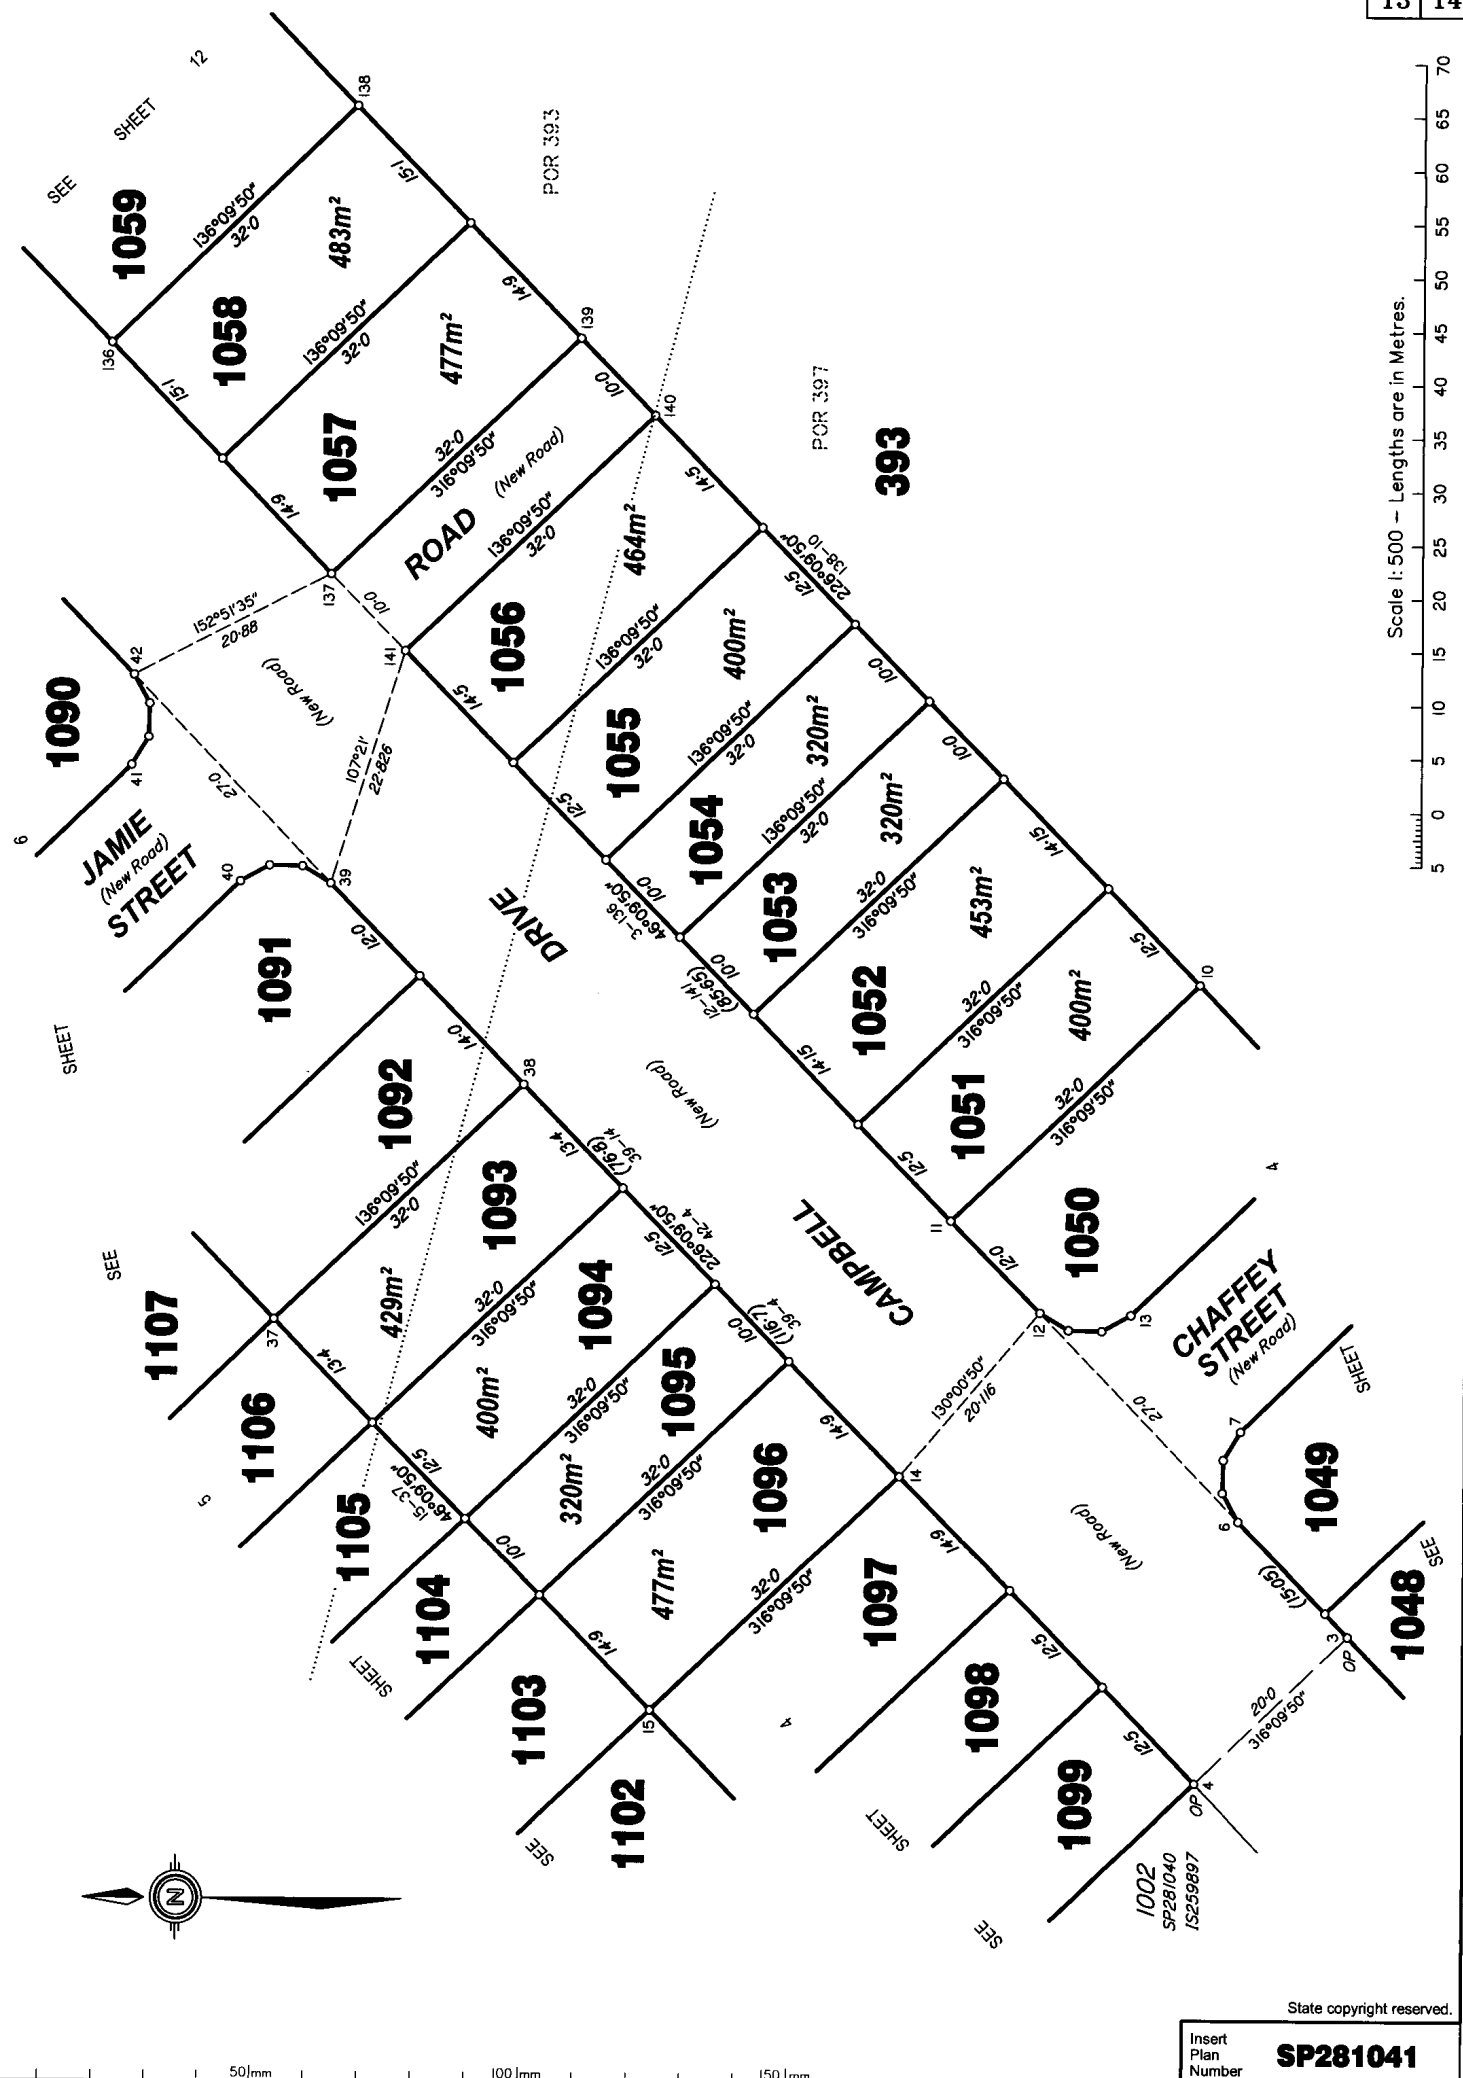 13 14
SEE
SHEET
12
138
1059
136°09'50"
32·0
483m²
15·1
POR 393
136
15·1
1058
136°09'50"
32·0
477m²
14·9
139
1057
14·9
32·0
316°09'50"
10·0
140
POR 397
393
ROAD
(New Road)
137
10·0
152°51'35"
20·88
(New Road)
42
1090
41
27·0
107°21'
22·826
141
136°09'50"
32·0
464m²
14·5
1056
14·5
136°09'50"
32·0
400m²
12·5
226°09'50"
138-10
1055
12·5
136°09'50"
32·0
320m²
10·0
1054
10·0
46°09'50"
3-136
136°09'50"
32·0
320m²
10·0
1053
10·0
12-141
(85·65)
32·0
316°09'50"
453m²
14·15
1052
14·15
32·0
316°09'50"
400m²
12·5
10
1051
12·5
32·0
316°09'50"
11
1050
12·0
12
13
4
6
JAMIE
(New Road)
STREET
40
39
12·0
1091
SHEET
DRIVE
14·0
38
1092
(New Road)
SEE
136°09'50"
32·0
1093
13·4
(76·8)
39-14
429m²
1107
37
13·4
32·0
316°09'50"
1094
12·5
226°09'50"
42-4
400m²
1106
5
12·5
46°09'50"
15-37
32·0
316°09'50"
1095
10·0
(116·7)
39-4
320m²
1105
10·0
32·0
316°09'50"
1096
14·9
477m²
1104
SHEET
14·9
32·0
316°09'50"
14
1103
15
1102
SEE
CAMPBELL
130°00'50"
20·116
27·0
CHAFFEY
STREET
(New Road)
SHEET
7
6
1049
(15·05)
SEE
1048
3
OP
(New Road)
14·9
1097
4
12·5
1098
SHEET
12·5
1099
SEE
20·0
316°09'50"
OP
4
1002
SP281040
IS259897
N
Scale 1:500 – Lengths are in Metres.
5 0 5 10 15 20 25 30 35 40 45 50 55 60 65 70
State copyright reserved.
Insert
Plan
Number
SP281041
50mm
100mm
150mm